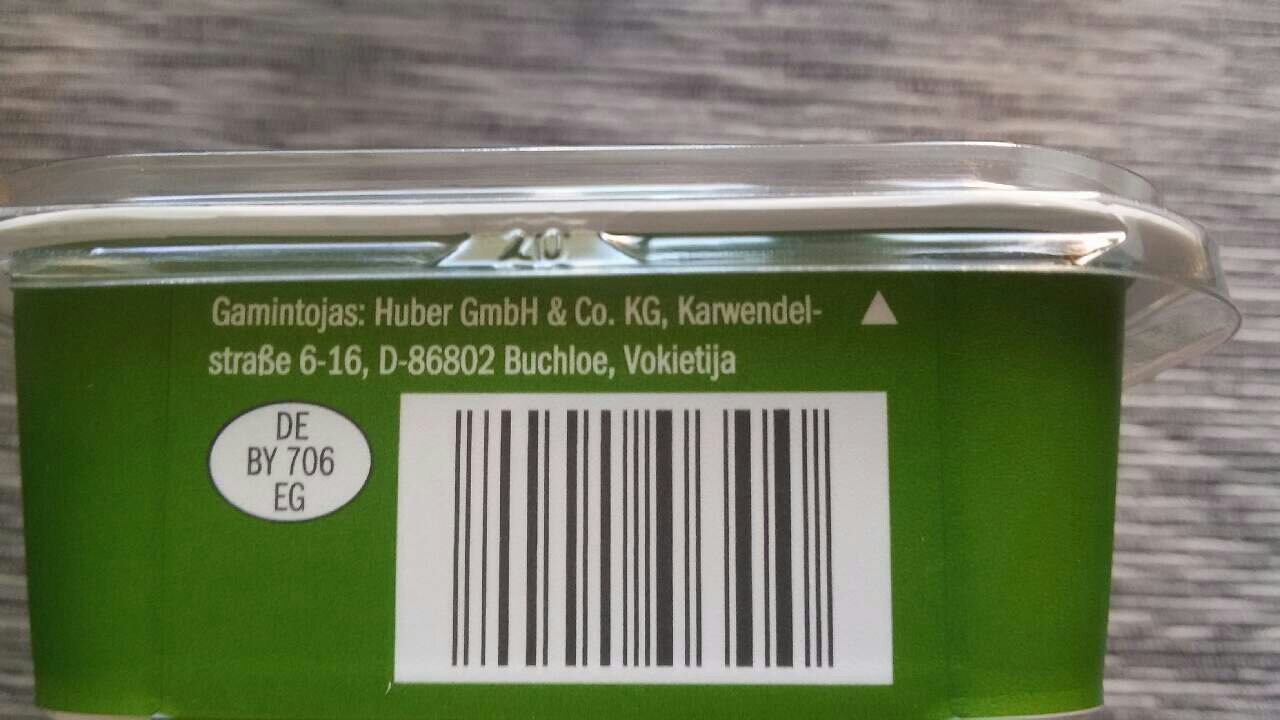 20
Gamintojas: Huber GmbH & Co. KG, Karwendel-
straße 6-16, D-86802 Buchloe, Vokietija
DE
BY 706
EG